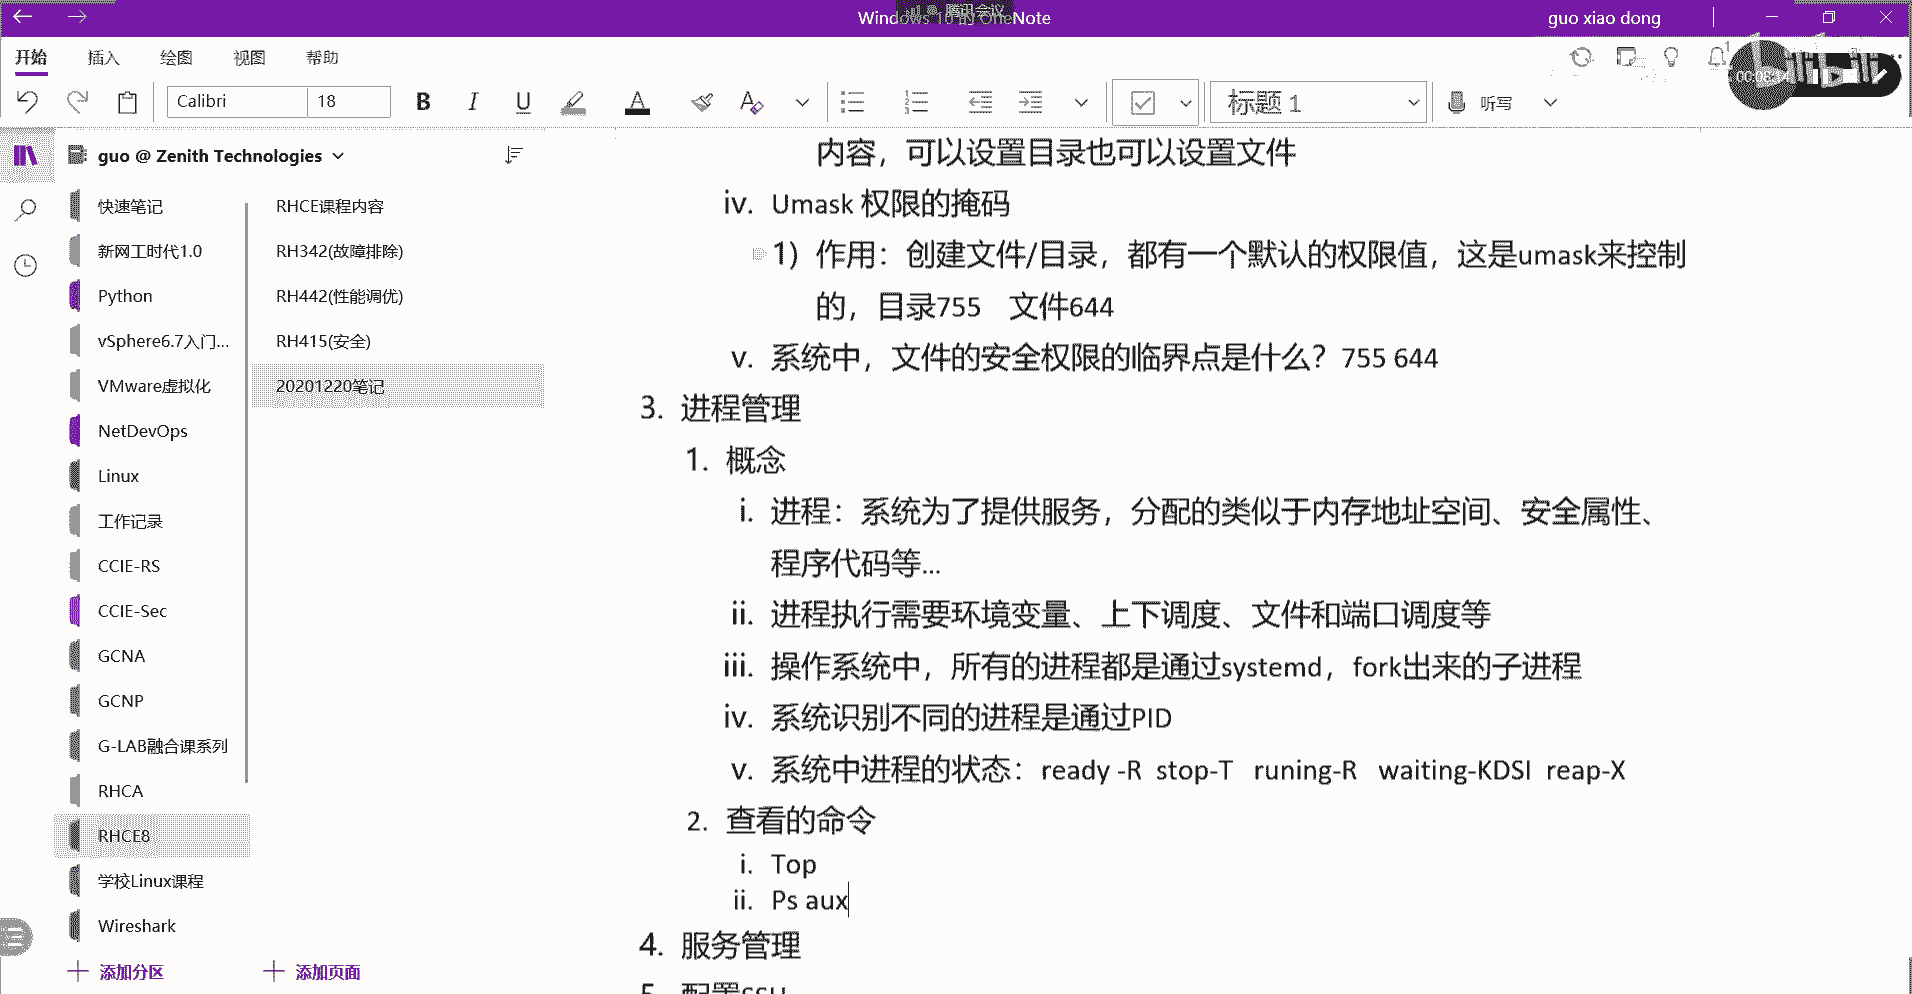 腾讯会议
Windows 10 的 OneNote
guo xiao dong
开始 插入 绘图 视图 帮助
Calibri 18 B I U A A 标题 1 听写
00:08:14
guo @ Zenith Technologies
快速笔记
新网工时代1.0
Python
vSphere6.7入门...
VMware虚拟化
NetDevOps
Linux
工作记录
CCIE-RS
CCIE-Sec
GCNA
GCNP
G-LAB融合课系列
RHCA
RHCE8
学校Linux课程
Wireshark
添加分区
RHCE课程内容
RH342(故障排除)
RH442(性能调优)
RH415(安全)
20201220笔记
添加页面
内容，可以设置目录也可以设置文件
iv. Umask 权限的掩码
1) 作用：创建文件/目录，都有一个默认的权限值，这是umask来控制
的，目录755 文件644
v. 系统中，文件的安全权限的临界点是什么？755 644
3. 进程管理
1. 概念
i. 进程：系统为了提供服务，分配的类似于内存地址空间、安全属性、
程序代码等...
ii. 进程执行需要环境变量、上下调度、文件和端口调度等
iii. 操作系统中，所有的进程都是通过systemd，fork出来的子进程
iv. 系统识别不同的进程是通过PID
v. 系统中进程的状态：ready -R stop-T runing-R waiting-KDSI reap-X
2. 查看的命令
i. Top
ii. Ps aux
4. 服务管理
5. 配置SSH